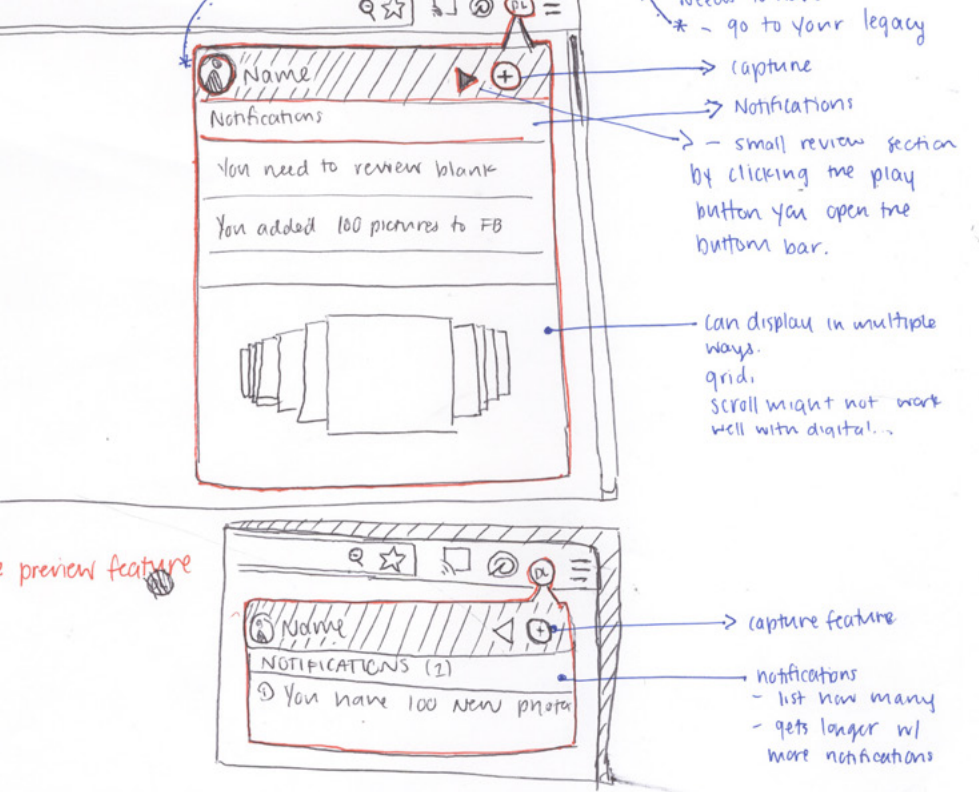 DL
* - go to your legacy
Name
+
capture
Notifications
Notifications
- small review section
by clicking the play
button you open the
buttom bar.
You need to review blank
You added 100 pictures to FB
can display in multiple
ways.
grid,
scroll might not work
well with digital...
preview feature
DL
Name
+
capture feature
NOTIFICATIONS (1)
You have 100 new photo
notifications
- list how many
- gets longer w/
more notifications